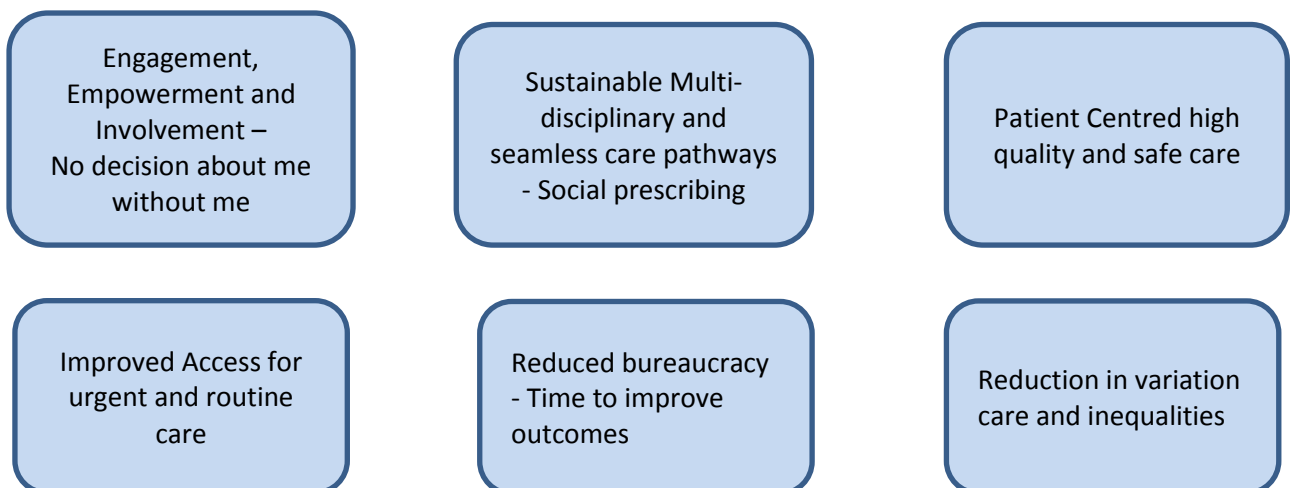 Engagement,
Empowerment and
Involvement –
No decision about me
without me
Sustainable Multi-
disciplinary and
seamless care pathways
- Social prescribing
Patient Centred high
quality and safe care
Improved Access for
urgent and routine
care
Reduced bureaucracy
- Time to improve
outcomes
Reduction in variation
care and inequalities